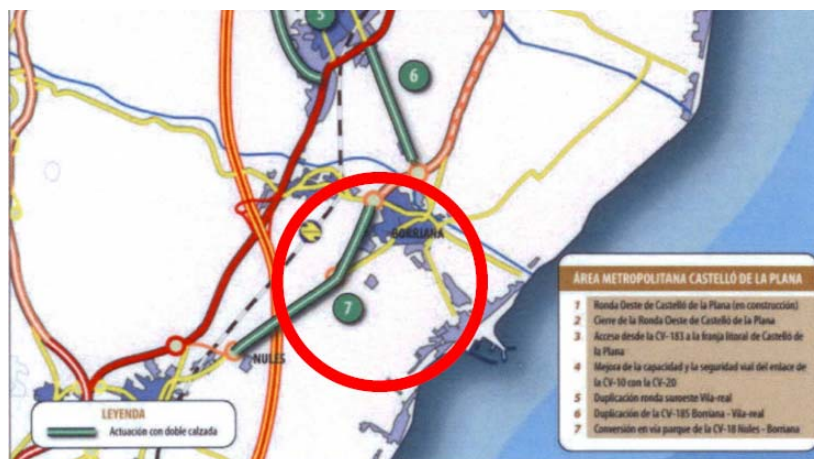 5
6
BORRIANA
7
NULES
LEYENDA
Actuación con doble calzada
ÁREA METROPOLITANA CASTELLÓ DE LA PLANA
1 Ronda Oeste de Castelló de la Plana (en construcción)
2 Cierre de la Ronda Oeste de Castelló de la Plana
3 Acceso desde la CV-183 a la franja litoral de Castelló de
la Plana
4 Mejora de la capacidad y la seguridad vial del enlace de
la CV-10 con la CV-20
5 Duplicación ronda suroeste Vila-real
6 Duplicación de la CV-185 Borriana - Vila-real
7 Conversión en vía parque de la CV-18 Nules - Borriana